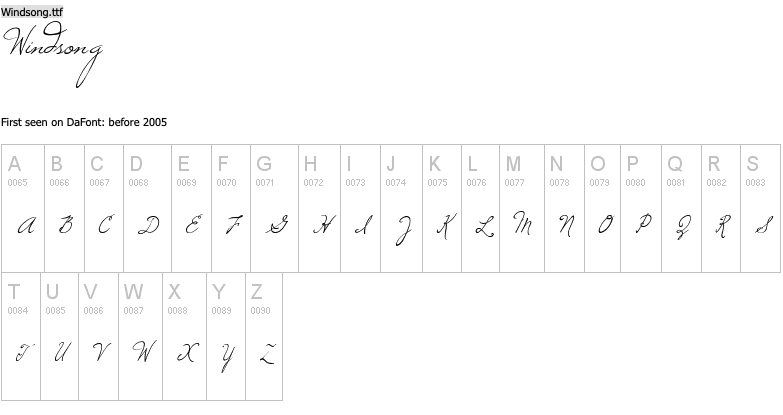 Windsong.ttf
Windsong
First seen on DaFont: before 2005
A B C D E F G H I J K L M N O P Q R S
0065 0066 0067 0068 0069 0070 0071 0072 0073 0074 0075 0076 0077 0078 0079 0080 0081 0082 0083
A B C D E F G H I J K L M N O P Q R S
T U V W X Y Z
0084 0085 0086 0087 0088 0089 0090
T U V W X Y Z